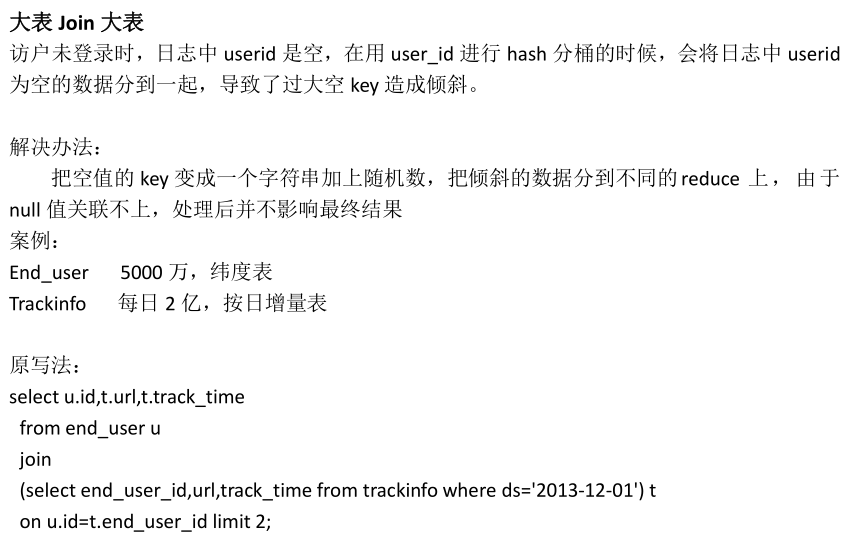 大表 Join 大表
访户未登录时，日志中 userid 是空，在用 user_id 进行 hash 分桶的时候，会将日志中 userid
为空的数据分到一起，导致了过大空 key 造成倾斜。
解决办法：
把空值的 key 变成一个字符串加上随机数，把倾斜的数据分到不同的 reduce 上，由于
null 值关联不上，处理后并不影响最终结果
案例：
End_user 5000 万，纬度表
Trackinfo 每日 2 亿，按日增量表
原写法：
select u.id,t.url,t.track_time
from end_user u
join
(select end_user_id,url,track_time from trackinfo where ds='2013-12-01') t
on u.id=t.end_user_id limit 2;